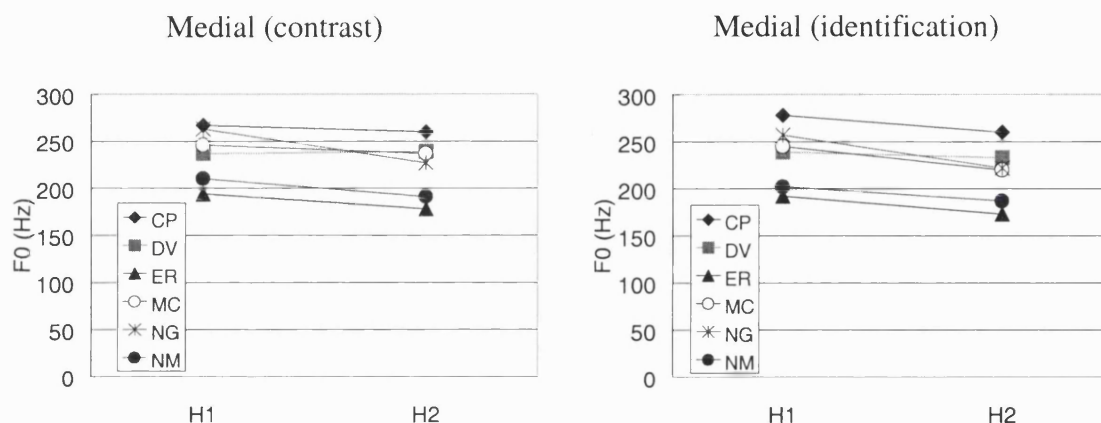 Medial (contrast)
300
250
200
150
100
50
0
F0 (Hz)
CP
DV
ER
MC
NG
NM
H1 H2
Medial (identification)
300
250
200
150
100
50
0
F0 (Hz)
CP
DV
ER
MC
NG
NM
H1 H2